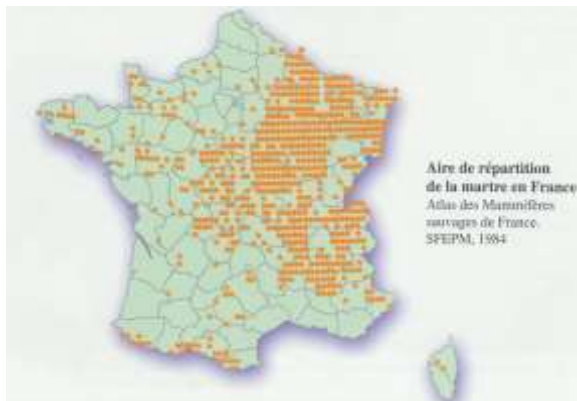 Aire de répartition
de la martre en France
Atlas des Mammifères
sauvages de France.
SFEPM, 1984